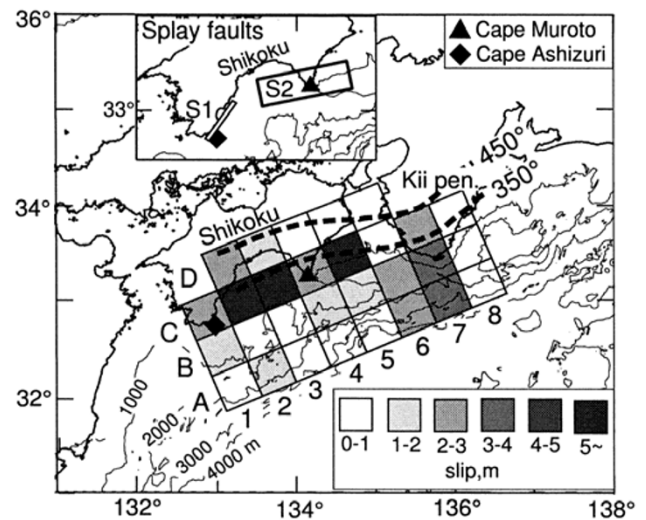 36°
Splay faults
Shikoku
S1
S2
33°
▲ Cape Muroto
◆ Cape Ashizuri
450°
350°
Kii pen.
34°
Shikoku
D
C
B
A
1 2 3 4 5 6 7 8
32°
1000
2000
3000
4000 m
0-1 1-2 2-3 3-4 4-5 5~
slip,m
132° 134° 136° 138°